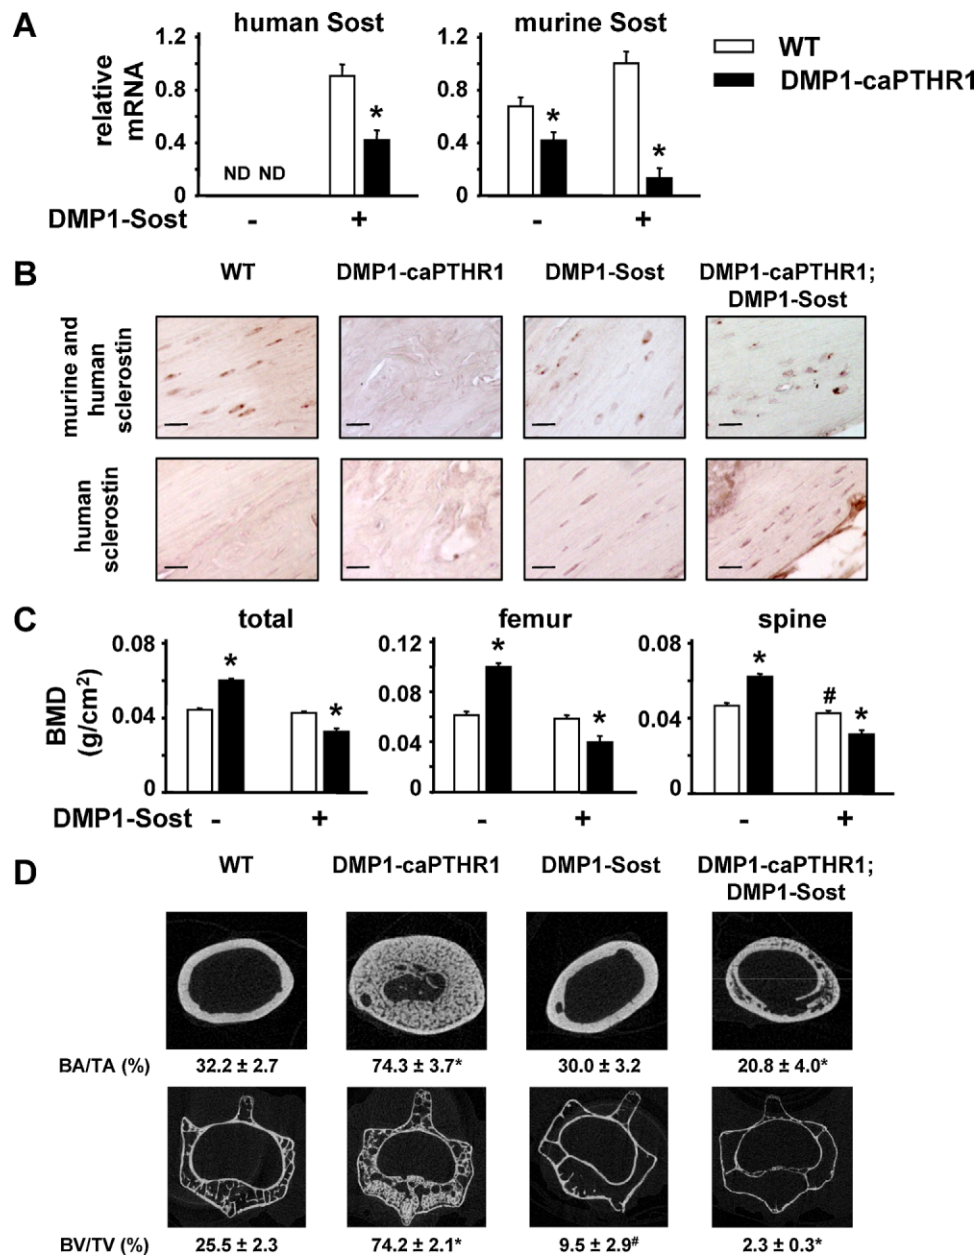 A
human Sost
murine Sost
WT
DMP1-caPTHR1
relative
mRNA
1.2
0.8
0.4
0
ND ND
*
1.2
0.8
0.4
0
*
*
DMP1-Sost - + - +
B
WT DMP1-caPTHR1 DMP1-Sost DMP1-caPTHR1;
DMP1-Sost
murine and
human
sclerostin
human
sclerostin
C
total
femur
spine
BMD
(g/cm²)
0.08
0.04
0
*
*
0.12
0.08
0.04
0
*
*
0.08
0.04
0
*
#
*
DMP1-Sost - + - + - +
D
WT DMP1-caPTHR1 DMP1-Sost DMP1-caPTHR1;
DMP1-Sost
BA/TA (%) 32.2 ± 2.7 74.3 ± 3.7* 30.0 ± 3.2 20.8 ± 4.0*
BV/TV (%) 25.5 ± 2.3 74.2 ± 2.1* 9.5 ± 2.9# 2.3 ± 0.3*